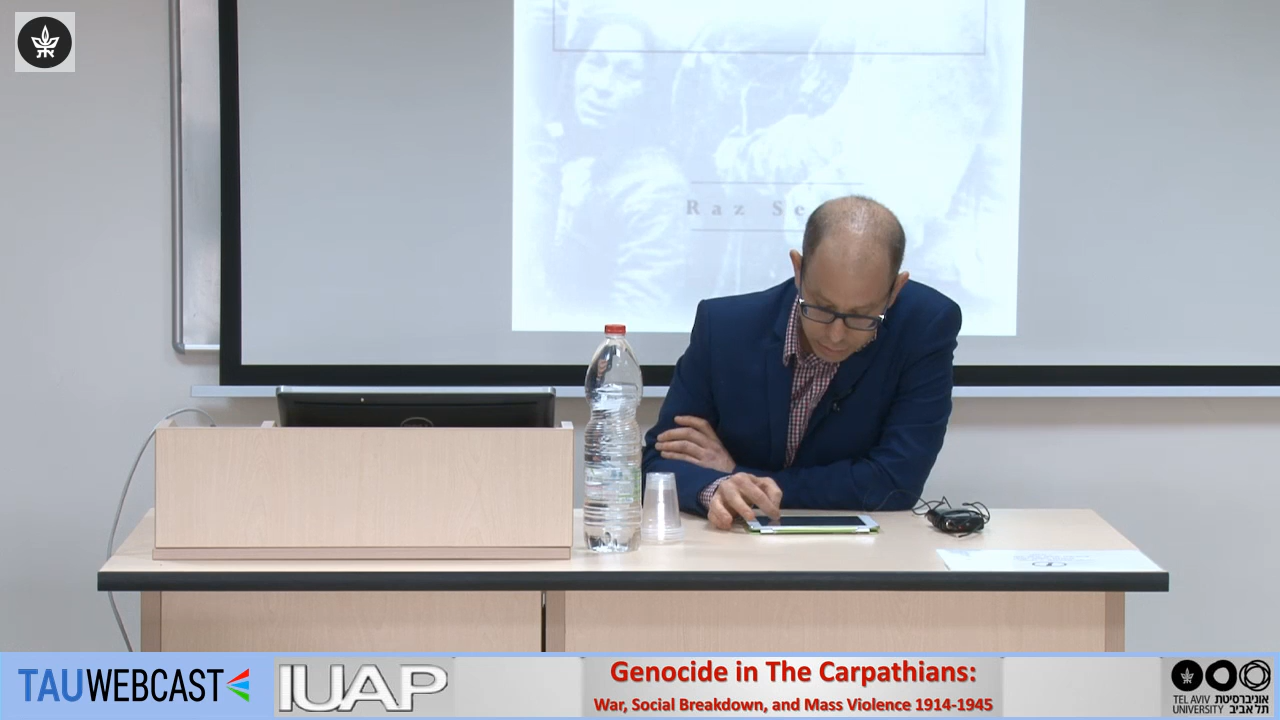 Raz Se
TAUWEBCAST
IUAP
Genocide in The Carpathians:
War, Social Breakdown, and Mass Violence 1914-1945
TEL AVIV אוניברסיטת
UNIVERSITY תל אביב